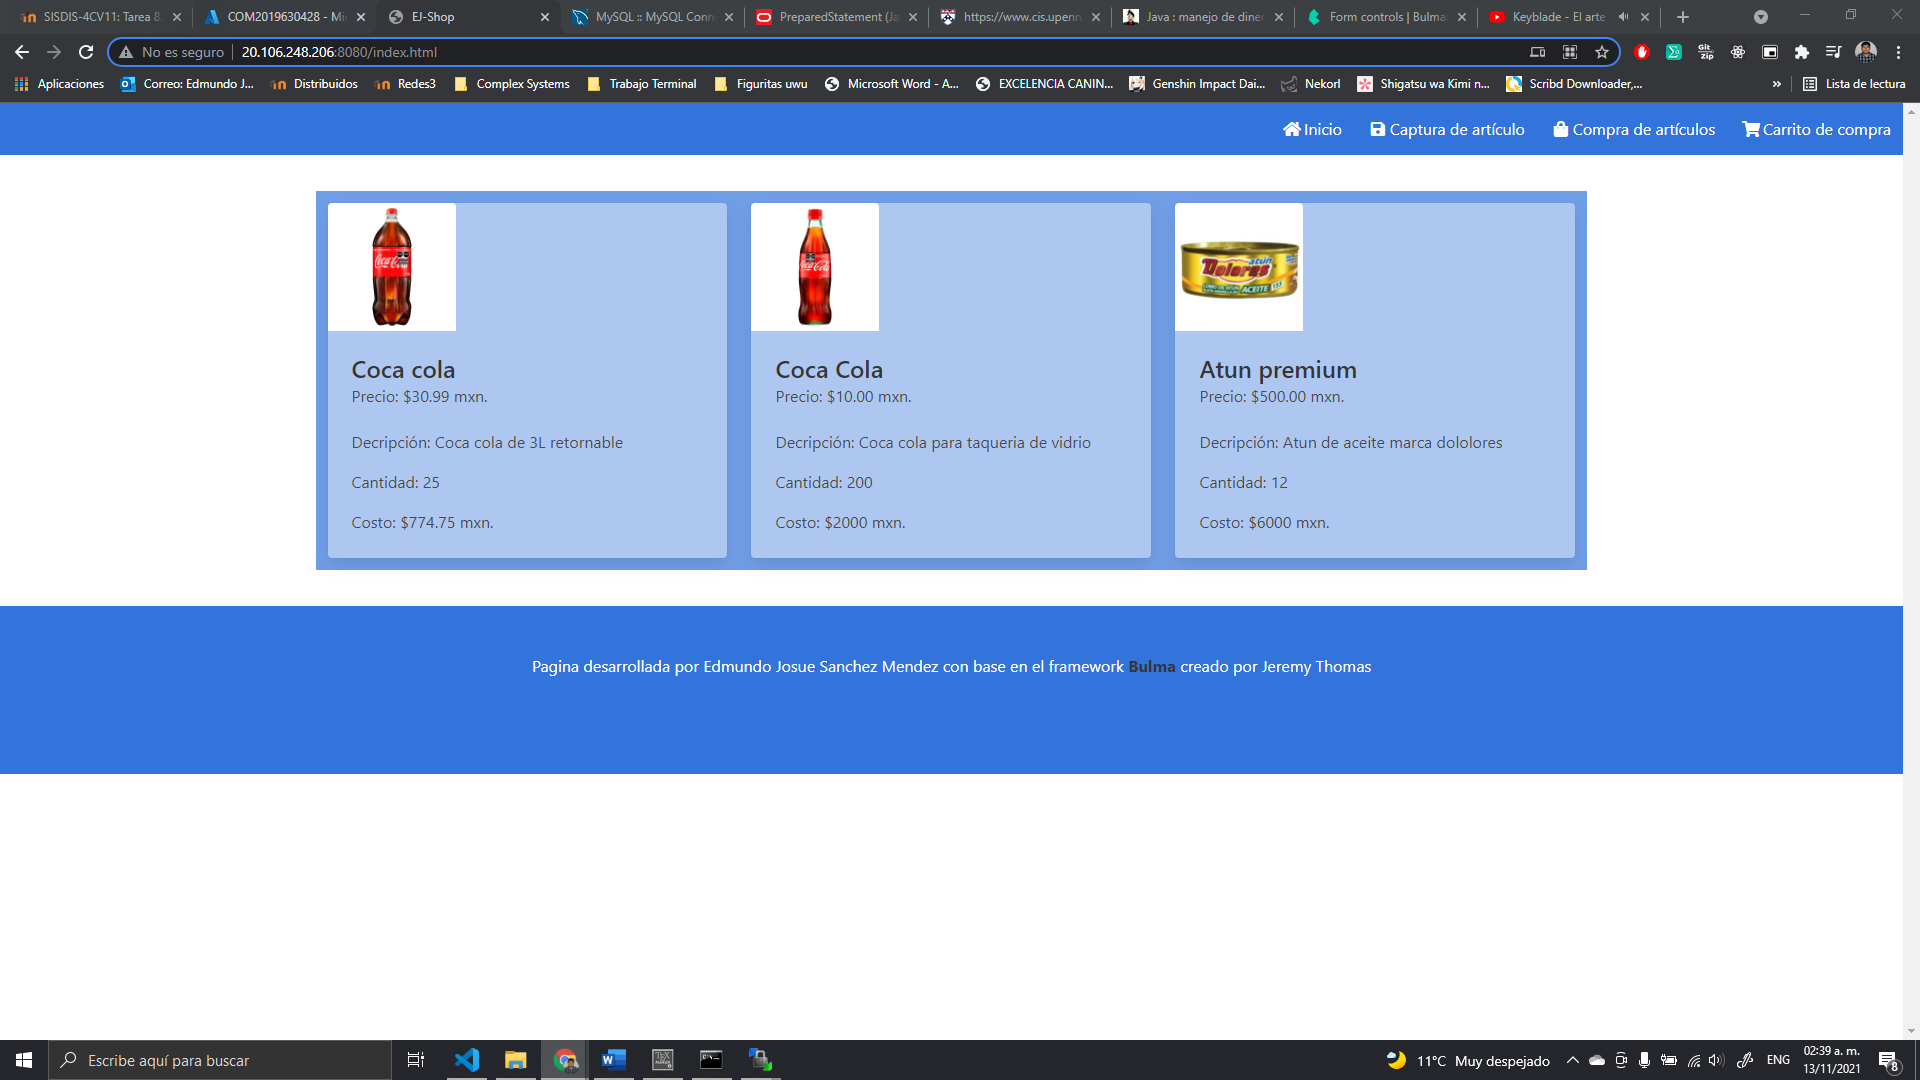 SISDIS-4CV11: Tarea 8.
COM2019630428 - Mi
EJ-Shop
MySQL :: MySQL Conn
PreparedStatement (Ja
https://www.cis.upenn
Java : manejo de diner
Form controls | Bulma:
Keyblade - El arte
No es seguro
20.106.248.206:8080/index.html
Aplicaciones
Correo: Edmundo J...
Distribuidos
Redes3
Complex Systems
Trabajo Terminal
Figuritas uwu
Microsoft Word - A...
EXCELENCIA CANIN...
Genshin Impact Dai...
Nekorl
Shigatsu wa Kimi n...
Scribd Downloader,...
»
Lista de lectura
Inicio
Captura de artículo
Compra de artículos
Carrito de compra
Coca cola
Precio: $30.99 mxn.
Decripción: Coca cola de 3L retornable
Cantidad: 25
Costo: $774.75 mxn.
Coca Cola
Precio: $10.00 mxn.
Decripción: Coca cola para taqueria de vidrio
Cantidad: 200
Costo: $2000 mxn.
Atun premium
Precio: $500.00 mxn.
Decripción: Atun de aceite marca dololores
Cantidad: 12
Costo: $6000 mxn.
Pagina desarrollada por Edmundo Josue Sanchez Mendez con base en el framework Bulma creado por Jeremy Thomas
Escribe aquí para buscar
11°C Muy despejado
ENG
02:39 a. m.
13/11/2021
8